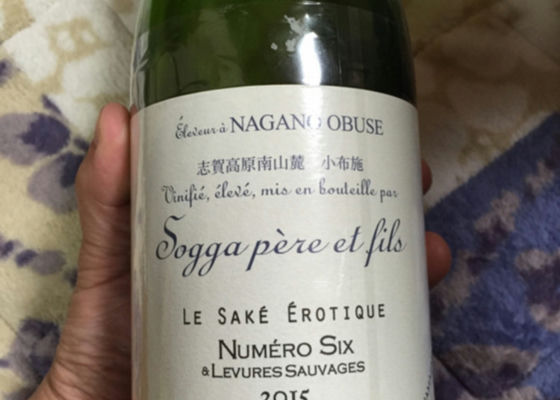 Éleveur à NAGANO OBUSE
志賀高原南山麓 小布施
Vinifié, élevé, mis en bouteille par
Sogga père et fils
LE SAKÉ ÉROTIQUE
NUMÉRO SIX
& LEVURES SAUVAGES
2015